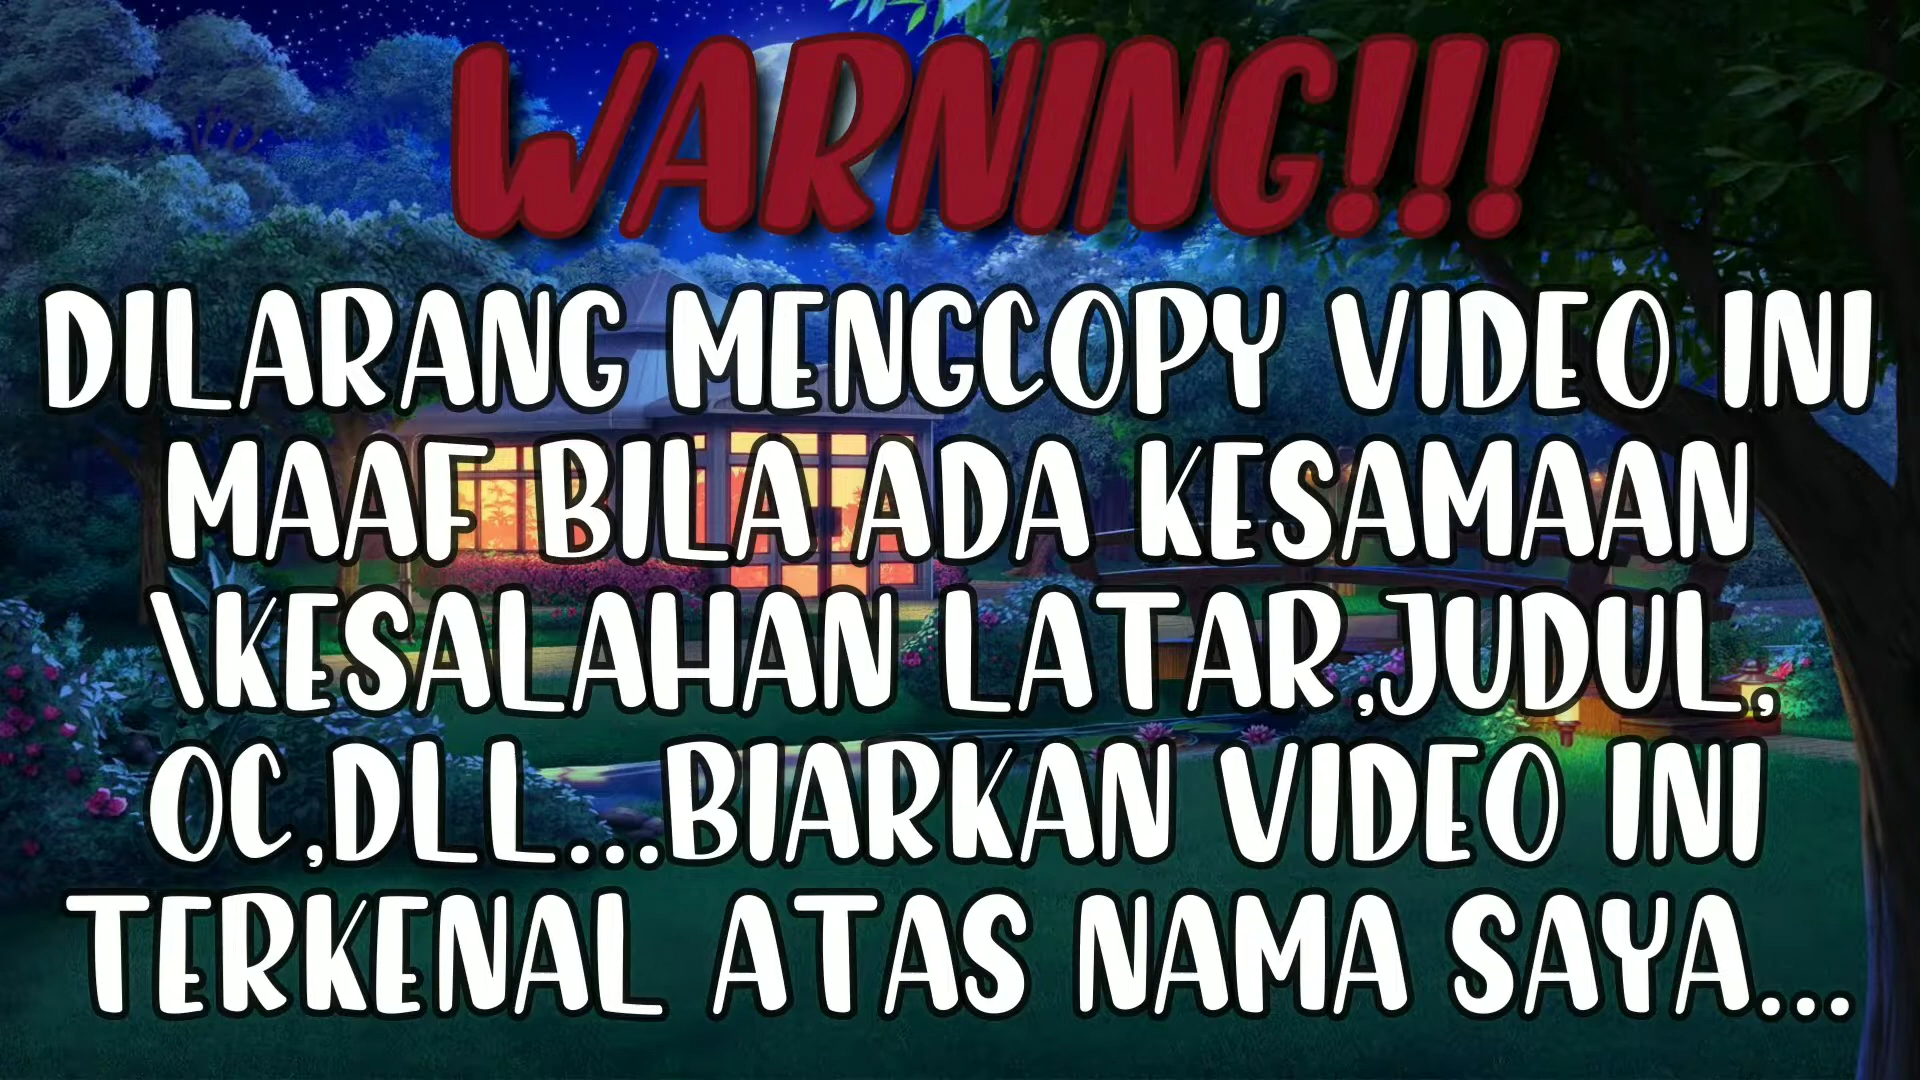 WARNING!!!
DILARANG MENGCOPY VIDEO INI
MAAF BILA ADA KESAMAAN
\KESALAHAN LATAR,JUDUL,
OC,DLL...BIARKAN VIDEO INI
TERKENAL ATAS NAMA SAYA...